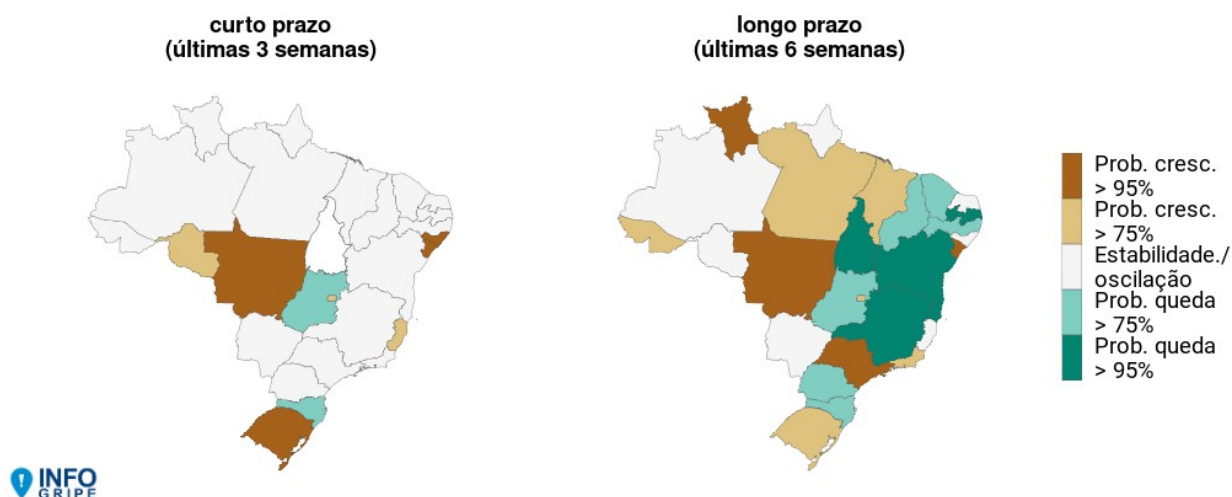 curto prazo
(últimas 3 semanas)
longo prazo
(últimas 6 semanas)
Prob. cresc.
> 95%
Prob. cresc.
> 75%
Estabilidade./
oscilação
Prob. queda
> 75%
Prob. queda
> 95%
INFO
GRIPE